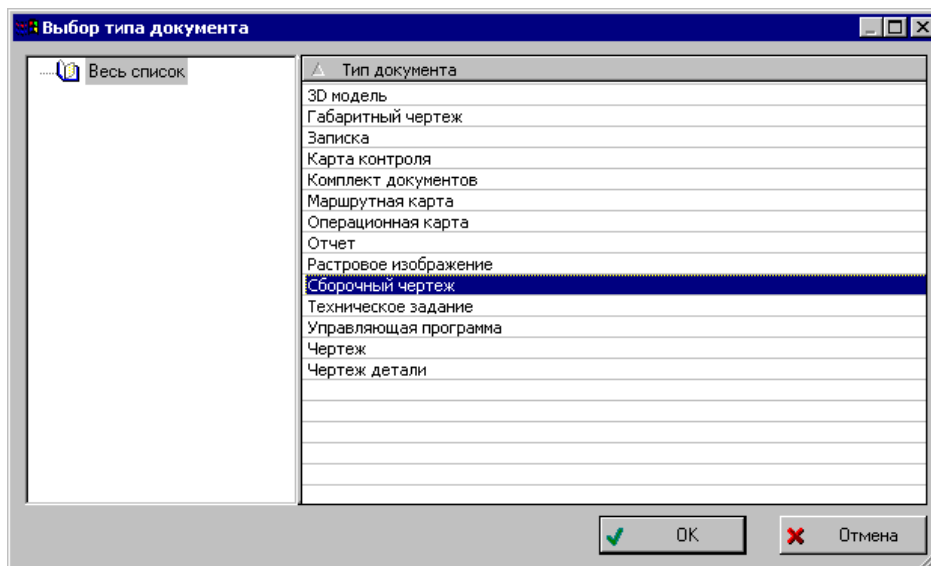 Выбор типа документа
Весь список
Тип документа
3D модель
Габаритный чертеж
Записка
Карта контроля
Комплект документов
Маршрутная карта
Операционная карта
Отчет
Растровое изображение
Сборочный чертеж
Техническое задание
Управляющая программа
Чертеж
Чертеж детали
OK
Отмена